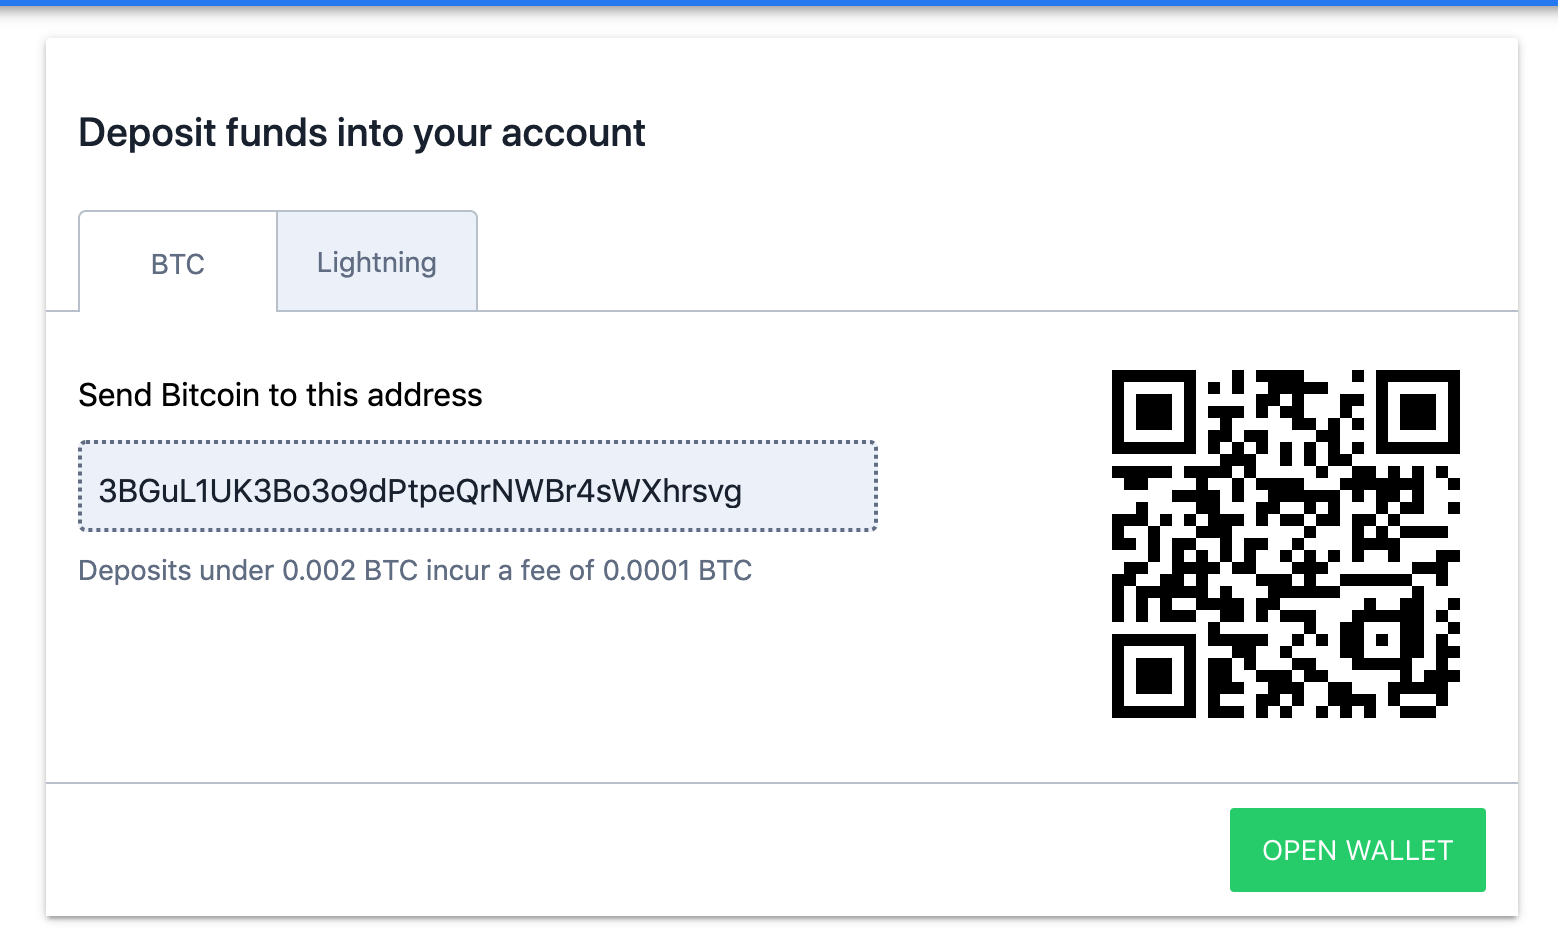 Deposit funds into your account
BTC
Lightning
Send Bitcoin to this address
3BGuL1UK3Bo3o9dPtpeQrNWBr4sWXhrsvg
Deposits under 0.002 BTC incur a fee of 0.0001 BTC
OPEN WALLET